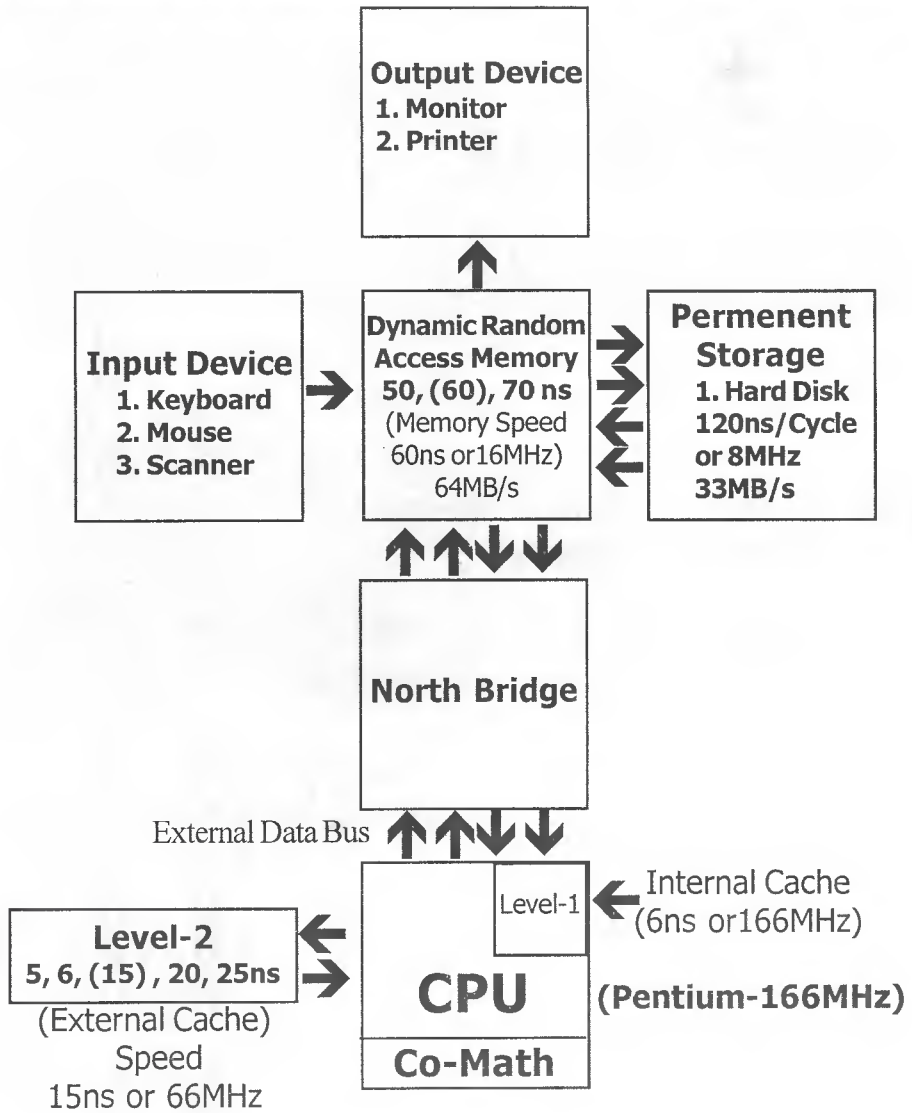 Output Device
1. Monitor
2. Printer
Input Device
1. Keyboard
2. Mouse
3. Scanner
Dynamic Random
Access Memory
50, (60), 70 ns
(Memory Speed
60ns or16MHz)
64MB/s
Permenent
Storage
1. Hard Disk
120ns/Cycle
or 8MHz
33MB/s
North Bridge
External Data Bus
Level-1
Internal Cache
(6ns or166MHz)
Level-2
5, 6, (15) , 20, 25ns
(External Cache)
Speed
15ns or 66MHz
CPU
(Pentium-166MHz)
Co-Math